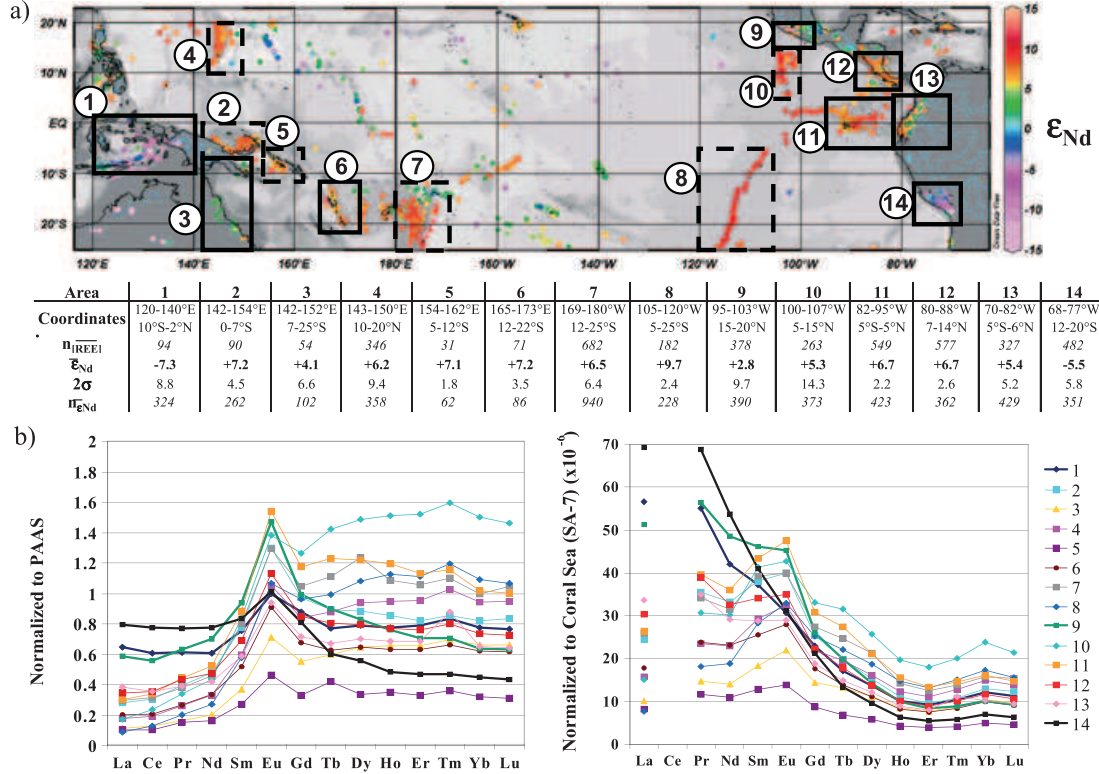 a)
20°N
10°N
EQ
10°S
20°S
120°E 140°E 160°E 180°E 160°W 140°W 120°W 100°W 80°W
1
2
3
4
5
6
7
8
9
10
11
12
13
14
15
10
5
0
-5
-10
-15
εNd
Ocean Data View
Area 1 2 3 4 5 6 7 8 9 10 11 12 13 14
Coordinates 120-140°E 142-154°E 142-152°E 143-150°E 154-162°E 165-173°E 169-180°W 105-120°W 95-103°W 100-107°W 82-95°W 80-88°W 70-82°W 68-77°W
10°S-2°N 0-7°S 7-25°S 10-20°N 5-12°S 12-22°S 12-25°S 5-25°S 15-20°N 5-15°N 5°S-5°N 7-14°N 5°S-6°N 12-20°S
n[REE] 94 90 54 346 31 71 682 182 378 263 549 577 327 482
ε̅Nd -7.3 +7.2 +4.1 +6.2 +7.1 +7.2 +6.5 +9.7 +2.8 +5.3 +6.7 +6.7 +5.4 -5.5
2σ 8.8 4.5 6.6 9.4 1.8 3.5 6.4 2.4 9.7 14.3 2.2 2.6 5.2 5.8
nε̅Nd 324 262 102 358 62 86 940 228 390 373 423 362 429 351
b)
Normalized to PAAS
2
1.8
1.6
1.4
1.2
1
0.8
0.6
0.4
0.2
0
La Ce Pr Nd Sm Eu Gd Tb Dy Ho Er Tm Yb Lu
Normalized to Coral Sea (SA-7) (x10⁻⁶)
70
60
50
40
30
20
10
0
La Ce Pr Nd Sm Eu Gd Tb Dy Ho Er Tm Yb Lu
1
2
3
4
5
6
7
8
9
10
11
12
13
14